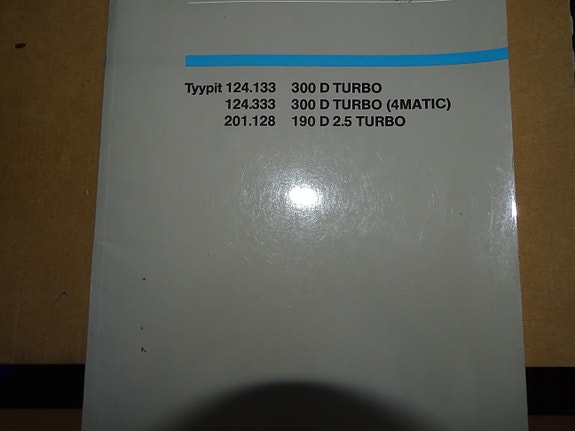 Tyypit 124.133 300 D TURBO
124.333 300 D TURBO (4MATIC)
201.128 190 D 2.5 TURBO